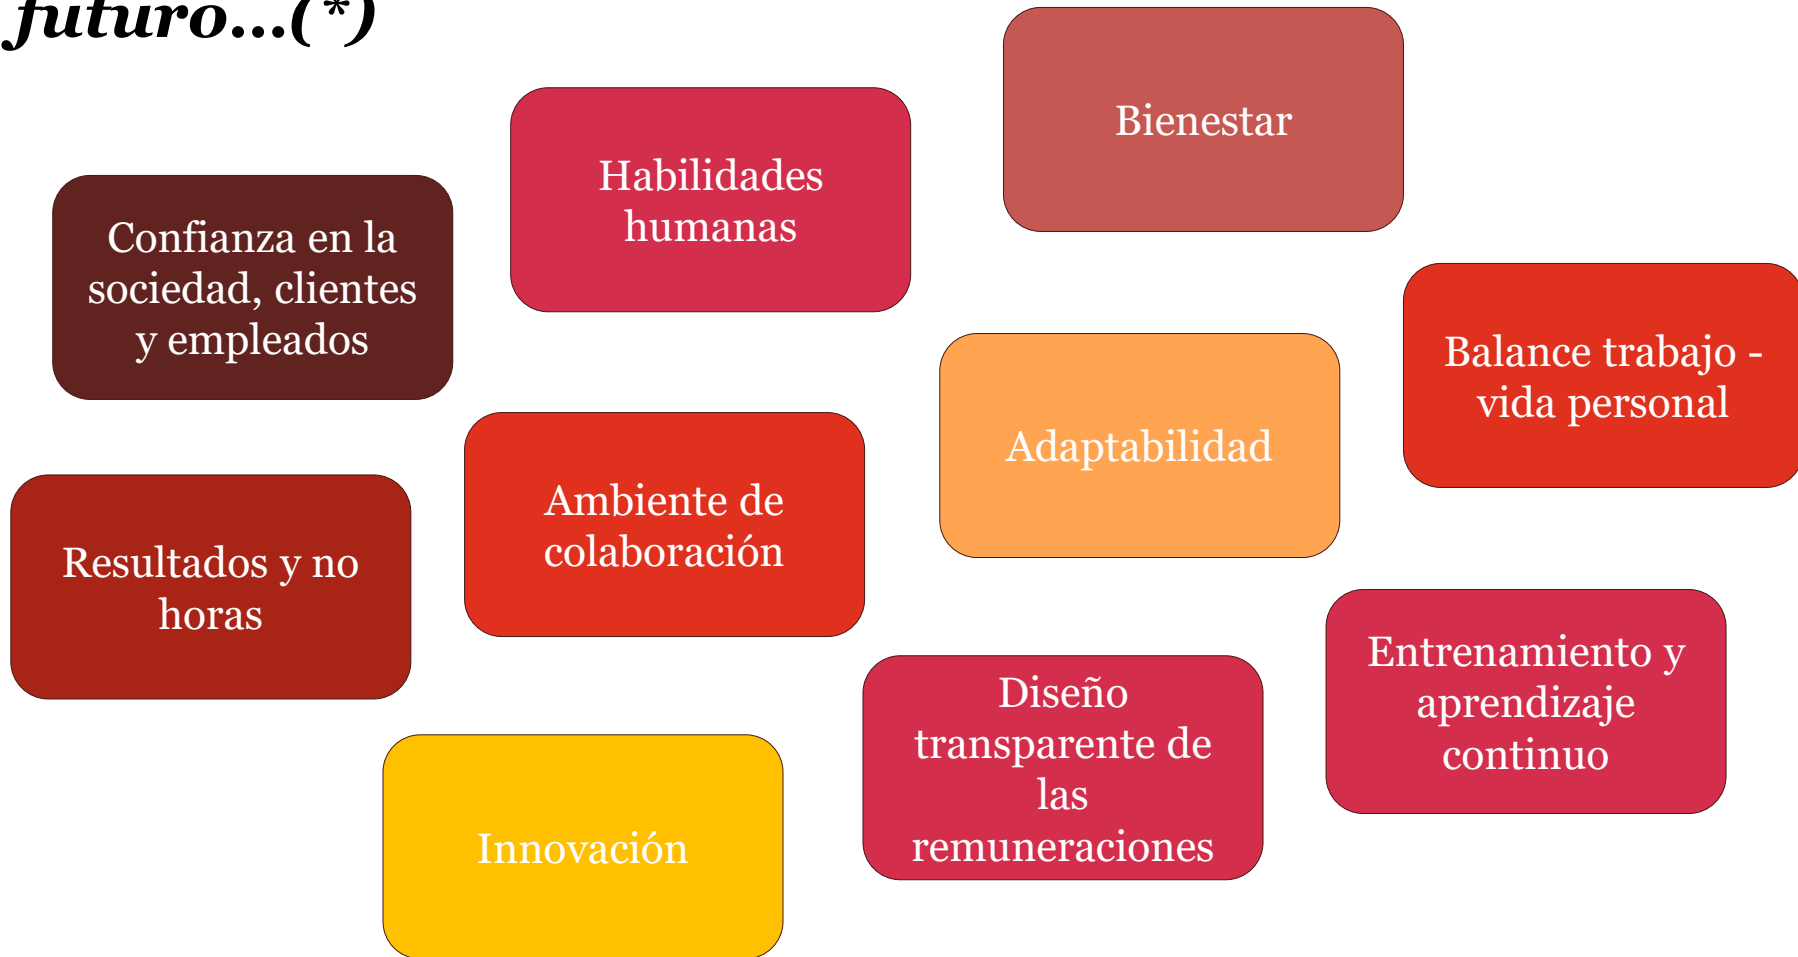 futuro...(*)
Bienestar
Habilidades
humanas
Confianza en la
sociedad, clientes
y empleados
Balance trabajo -
vida personal
Adaptabilidad
Ambiente de
colaboración
Resultados y no
horas
Entrenamiento y
aprendizaje
continuo
Diseño
transparente de
las
remuneraciones
Innovación